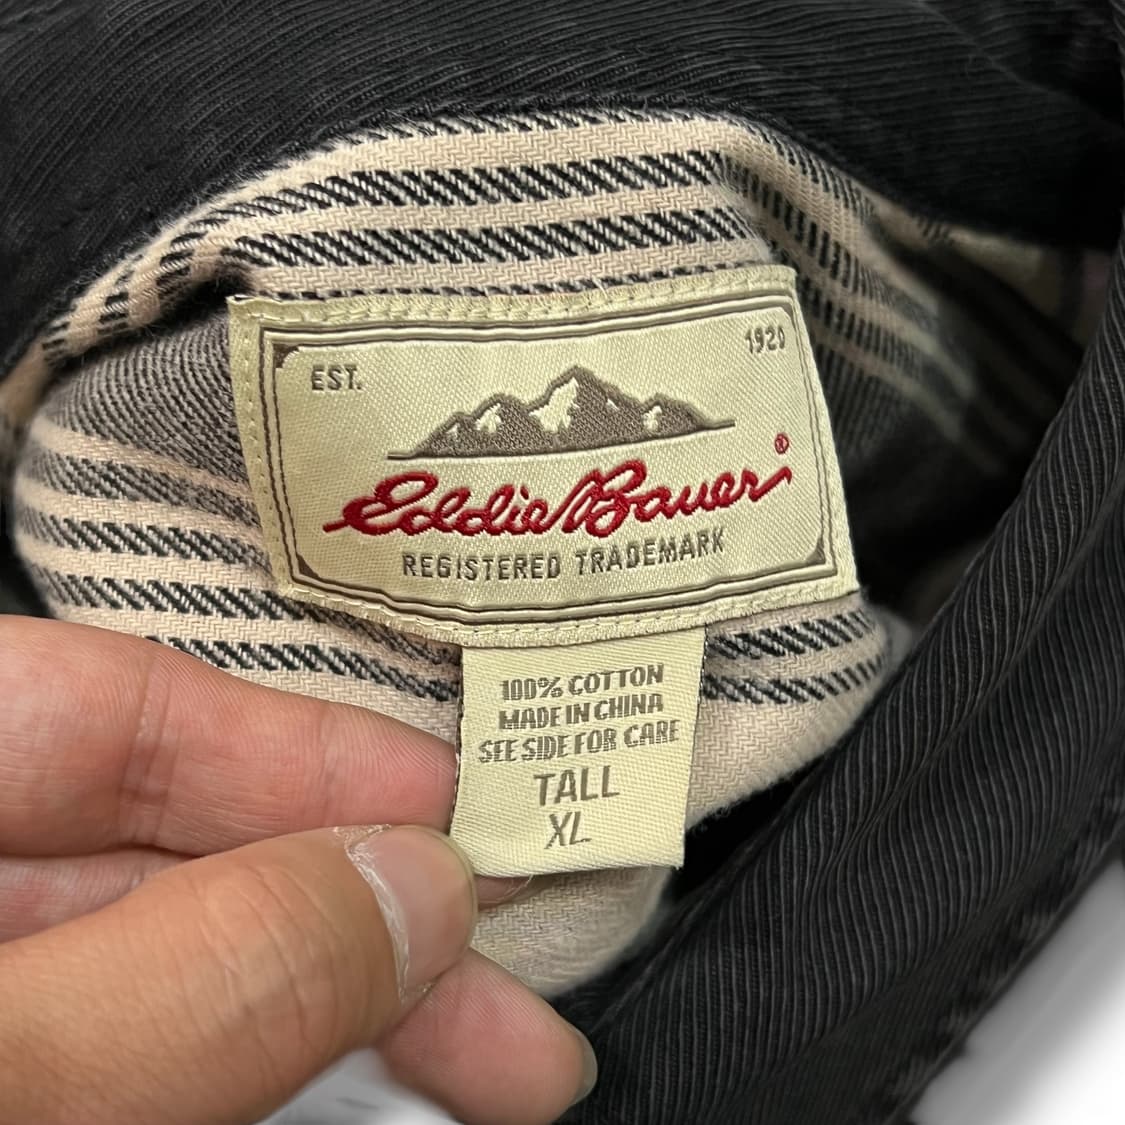 EST. 1920
Eddie Bauer®
REGISTERED TRADEMARK
100% COTTON
MADE IN CHINA
SEE SIDE FOR CARE
TALL
XL